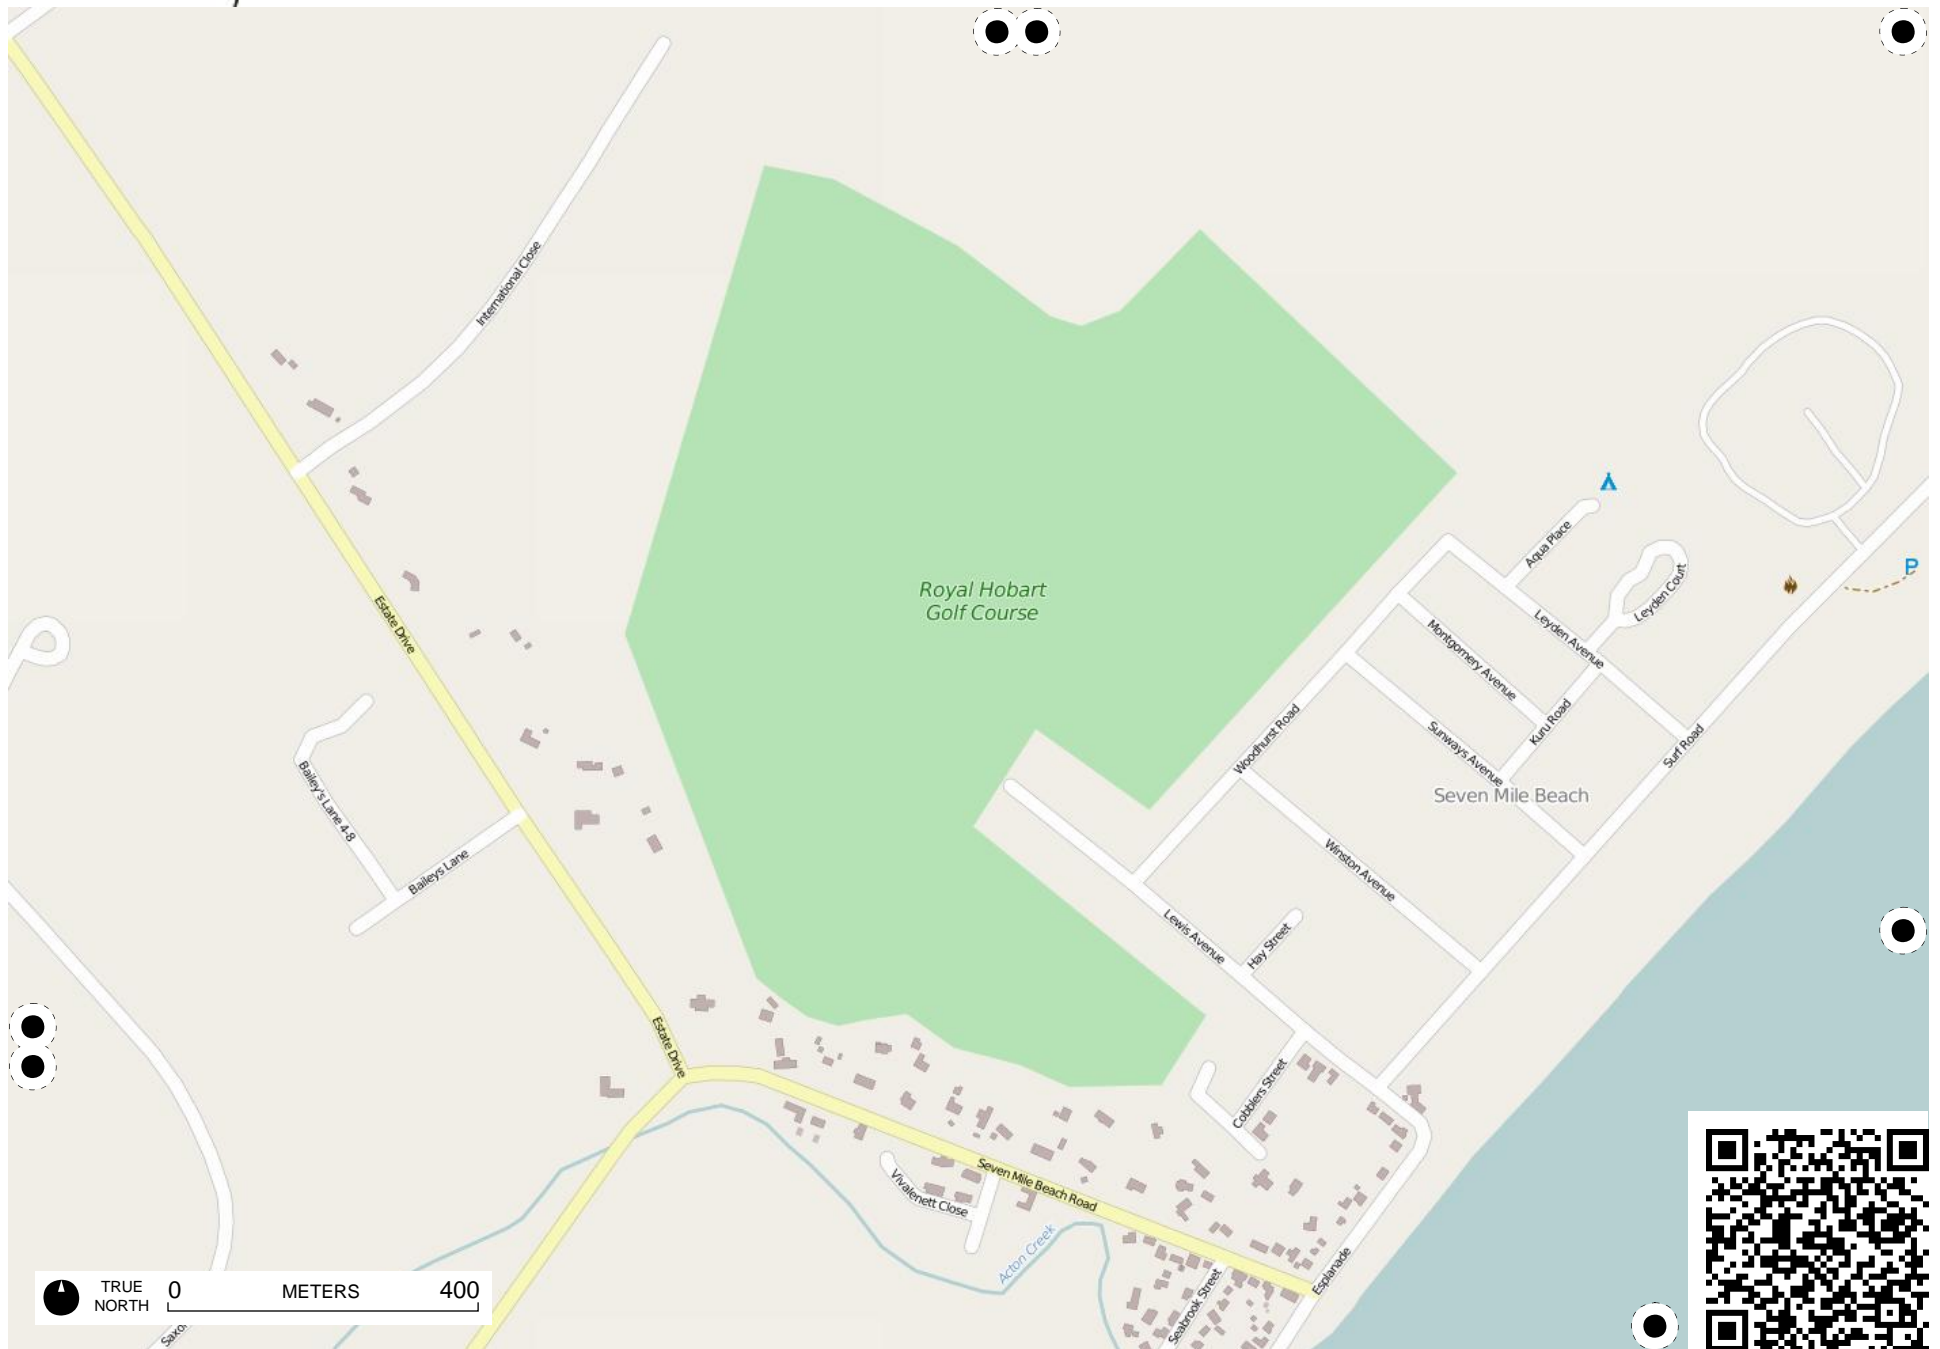 International Close
Estate Drive
Royal Hobart
Golf Course
Aqua Place
Leyden Court
P
Leyden Avenue
Montgomery Avenue
Kuru Road
Sunways Avenue
Surf Road
Woodhurst Road
Seven Mile Beach
Bailey's Lane 4-8
Baileys Lane
Winston Avenue
Lewis Avenue
Hay Street
Estate Drive
Cobblers Street
Seven Mile Beach Road
Vivalenett Close
Acton Creek
Esplanade
Seabrook Street
TRUE
NORTH
0 METERS 400